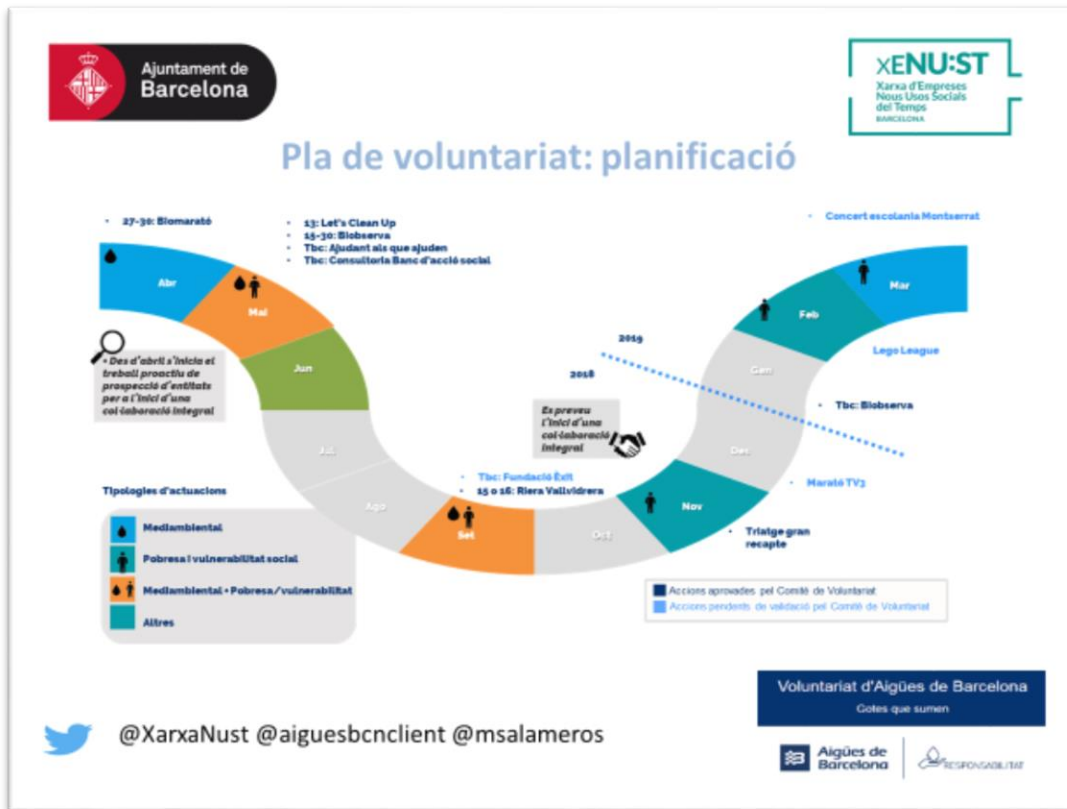 Ajuntament de
Barcelona
xENU:ST
Xarxa d'Empreses
Nous Usos Socials
del Temps
BARCELONA
Pla de voluntariat: planificació
• 27-30: Biomarató
• 13: Let's Clean Up
• 15-30: Biobserva
• Tbc: Ajudant als que ajuden
• Tbc: Consultoria Banc d'acció social
• Concert escolania Montserrat
Abr
Mai
Jun
Jul
Ago
Set
Oct
Nov
Des
Gen
Feb
Mar
• Des d'abril s'inicia el
treball proactiu de
prospecció d'entitats
per a l'inici d'una
col·laboració integral
2019
2018
Lego League
Es preveu
l'inici d'una
col·laboració
integral
• Tbc: Biobserva
• Tbc: Fundació Èxit
• 15 o 16: Riera Vallvidrera
• Marató TV3
• Triatge gran
recapte
Tipologies d'actuacions
Mediambiental
Pobresa i vulnerabilitat social
Mediambiental + Pobresa/vulnerabilitat
Altres
Accions aprovades pel Comitè de Voluntariat
Accions pendents de validació pel Comitè de Voluntariat
Voluntariat d'Aigües de Barcelona
Gotes que sumen
@XarxaNust @aiguesbcnclient @msalameros
Aigües de
Barcelona
RESPONSABILITAT